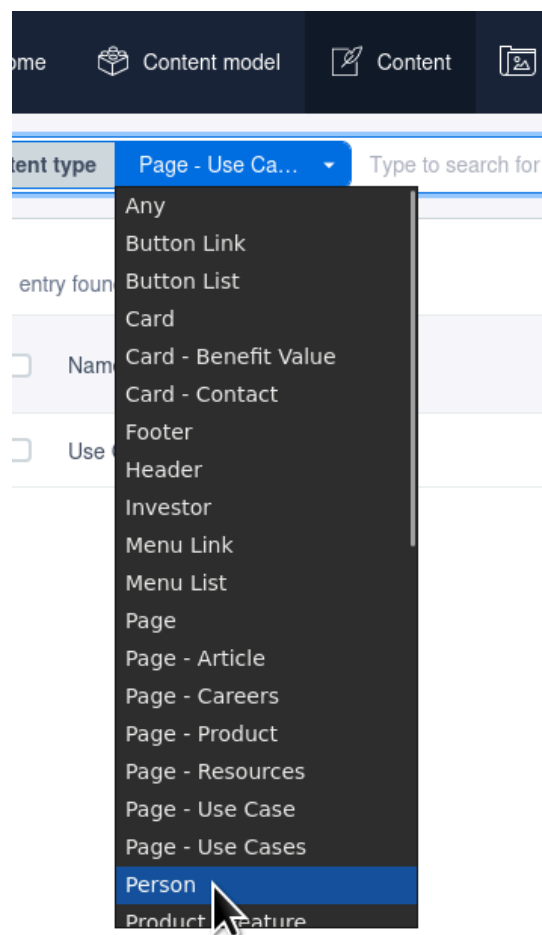 ome Content model Content
tent type Page - Use Ca... Type to search for
Any
Button Link
entry foun Button List
Card
Nam Card - Benefit Value
Card - Contact
Footer
Use Header
Investor
Menu Link
Menu List
Page
Page - Article
Page - Careers
Page - Product
Page - Resources
Page - Use Case
Page - Use Cases
Person
Product eature